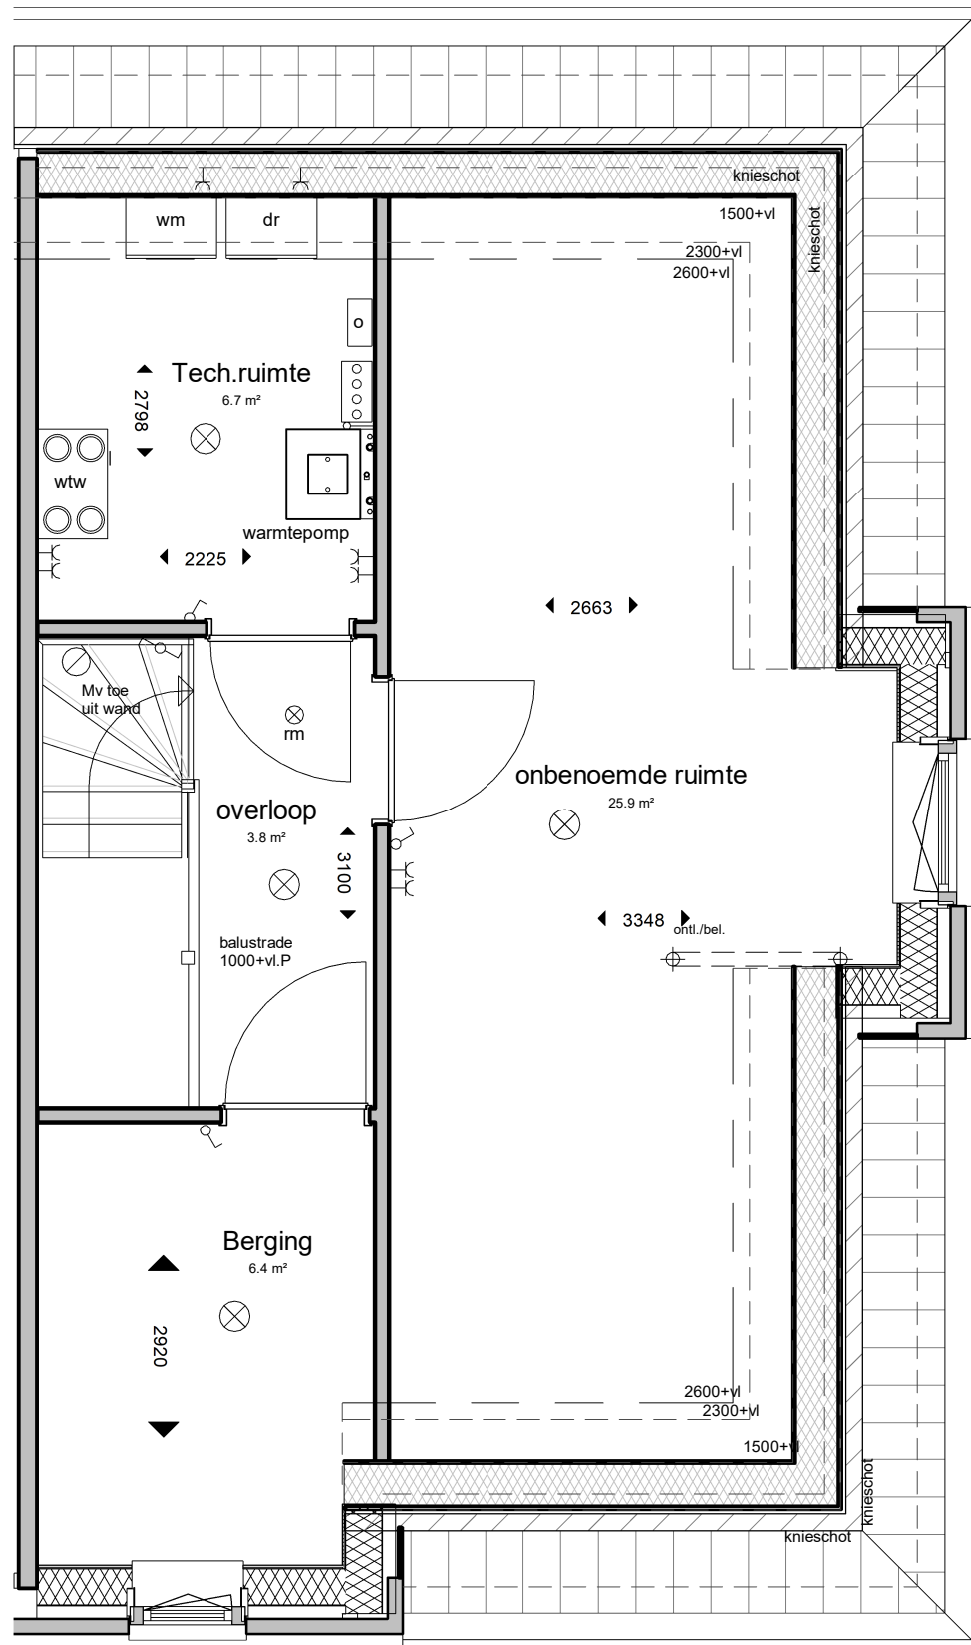 knieschot
1500+vl
knieschot
wm
dr
2300+vl
2600+vl
o
Tech.ruimte
6.7 m²
2798
wtw
warmtepomp
2225
2663
Mv toe
uit wand
rm
onbenoemde ruimte
25.9 m²
overloop
3.8 m²
3100
3348
ontl./bel.
balustrade
1000+vl.P
Berging
6.4 m²
2920
2600+vl
2300+vl
1500+vl
knieschot
knieschot